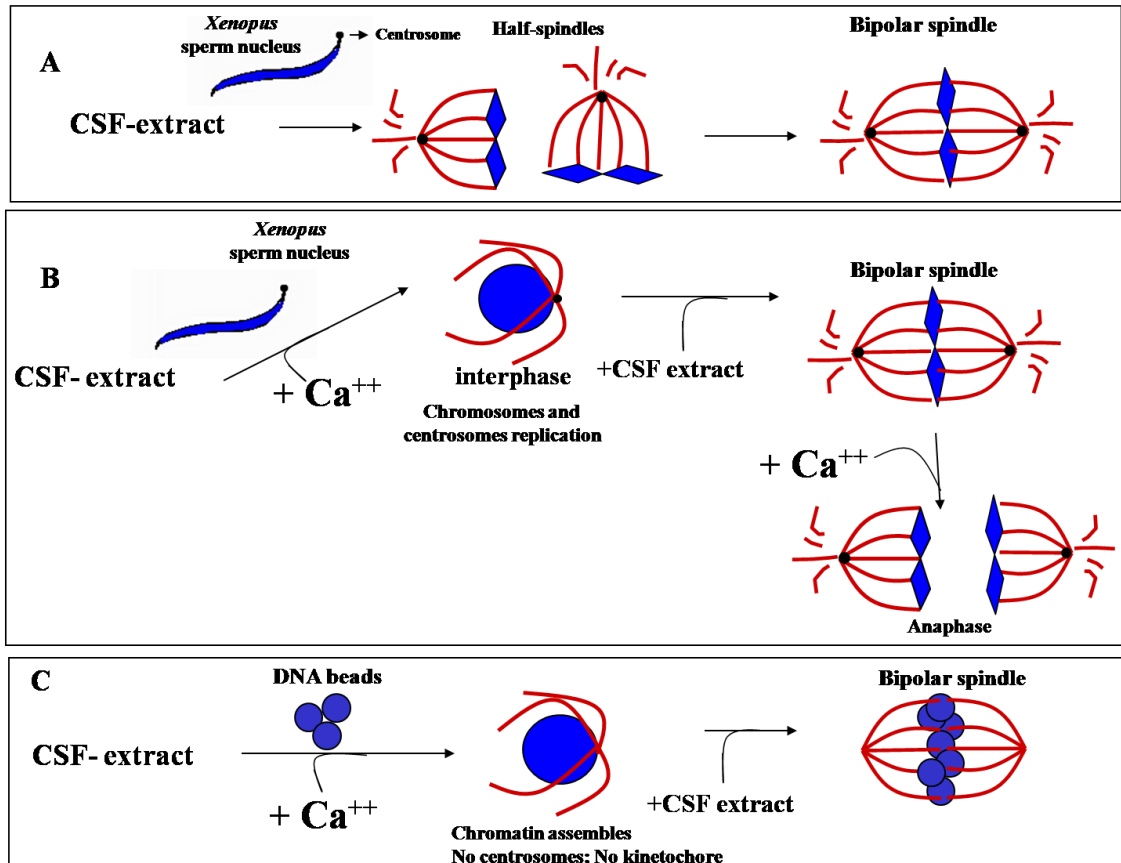 A
Xenopus
sperm nucleus
Centrosome
Half-spindles
Bipolar spindle
CSF-extract
B
Xenopus
sperm nucleus
Bipolar spindle
CSF- extract
+ Ca++
interphase
+CSF extract
Chromosomes and
centrosomes replication
+ Ca++
Anaphase
C
DNA beads
Bipolar spindle
CSF- extract
+ Ca++
+CSF extract
Chromatin assembles
No centrosomes; No kinetochore